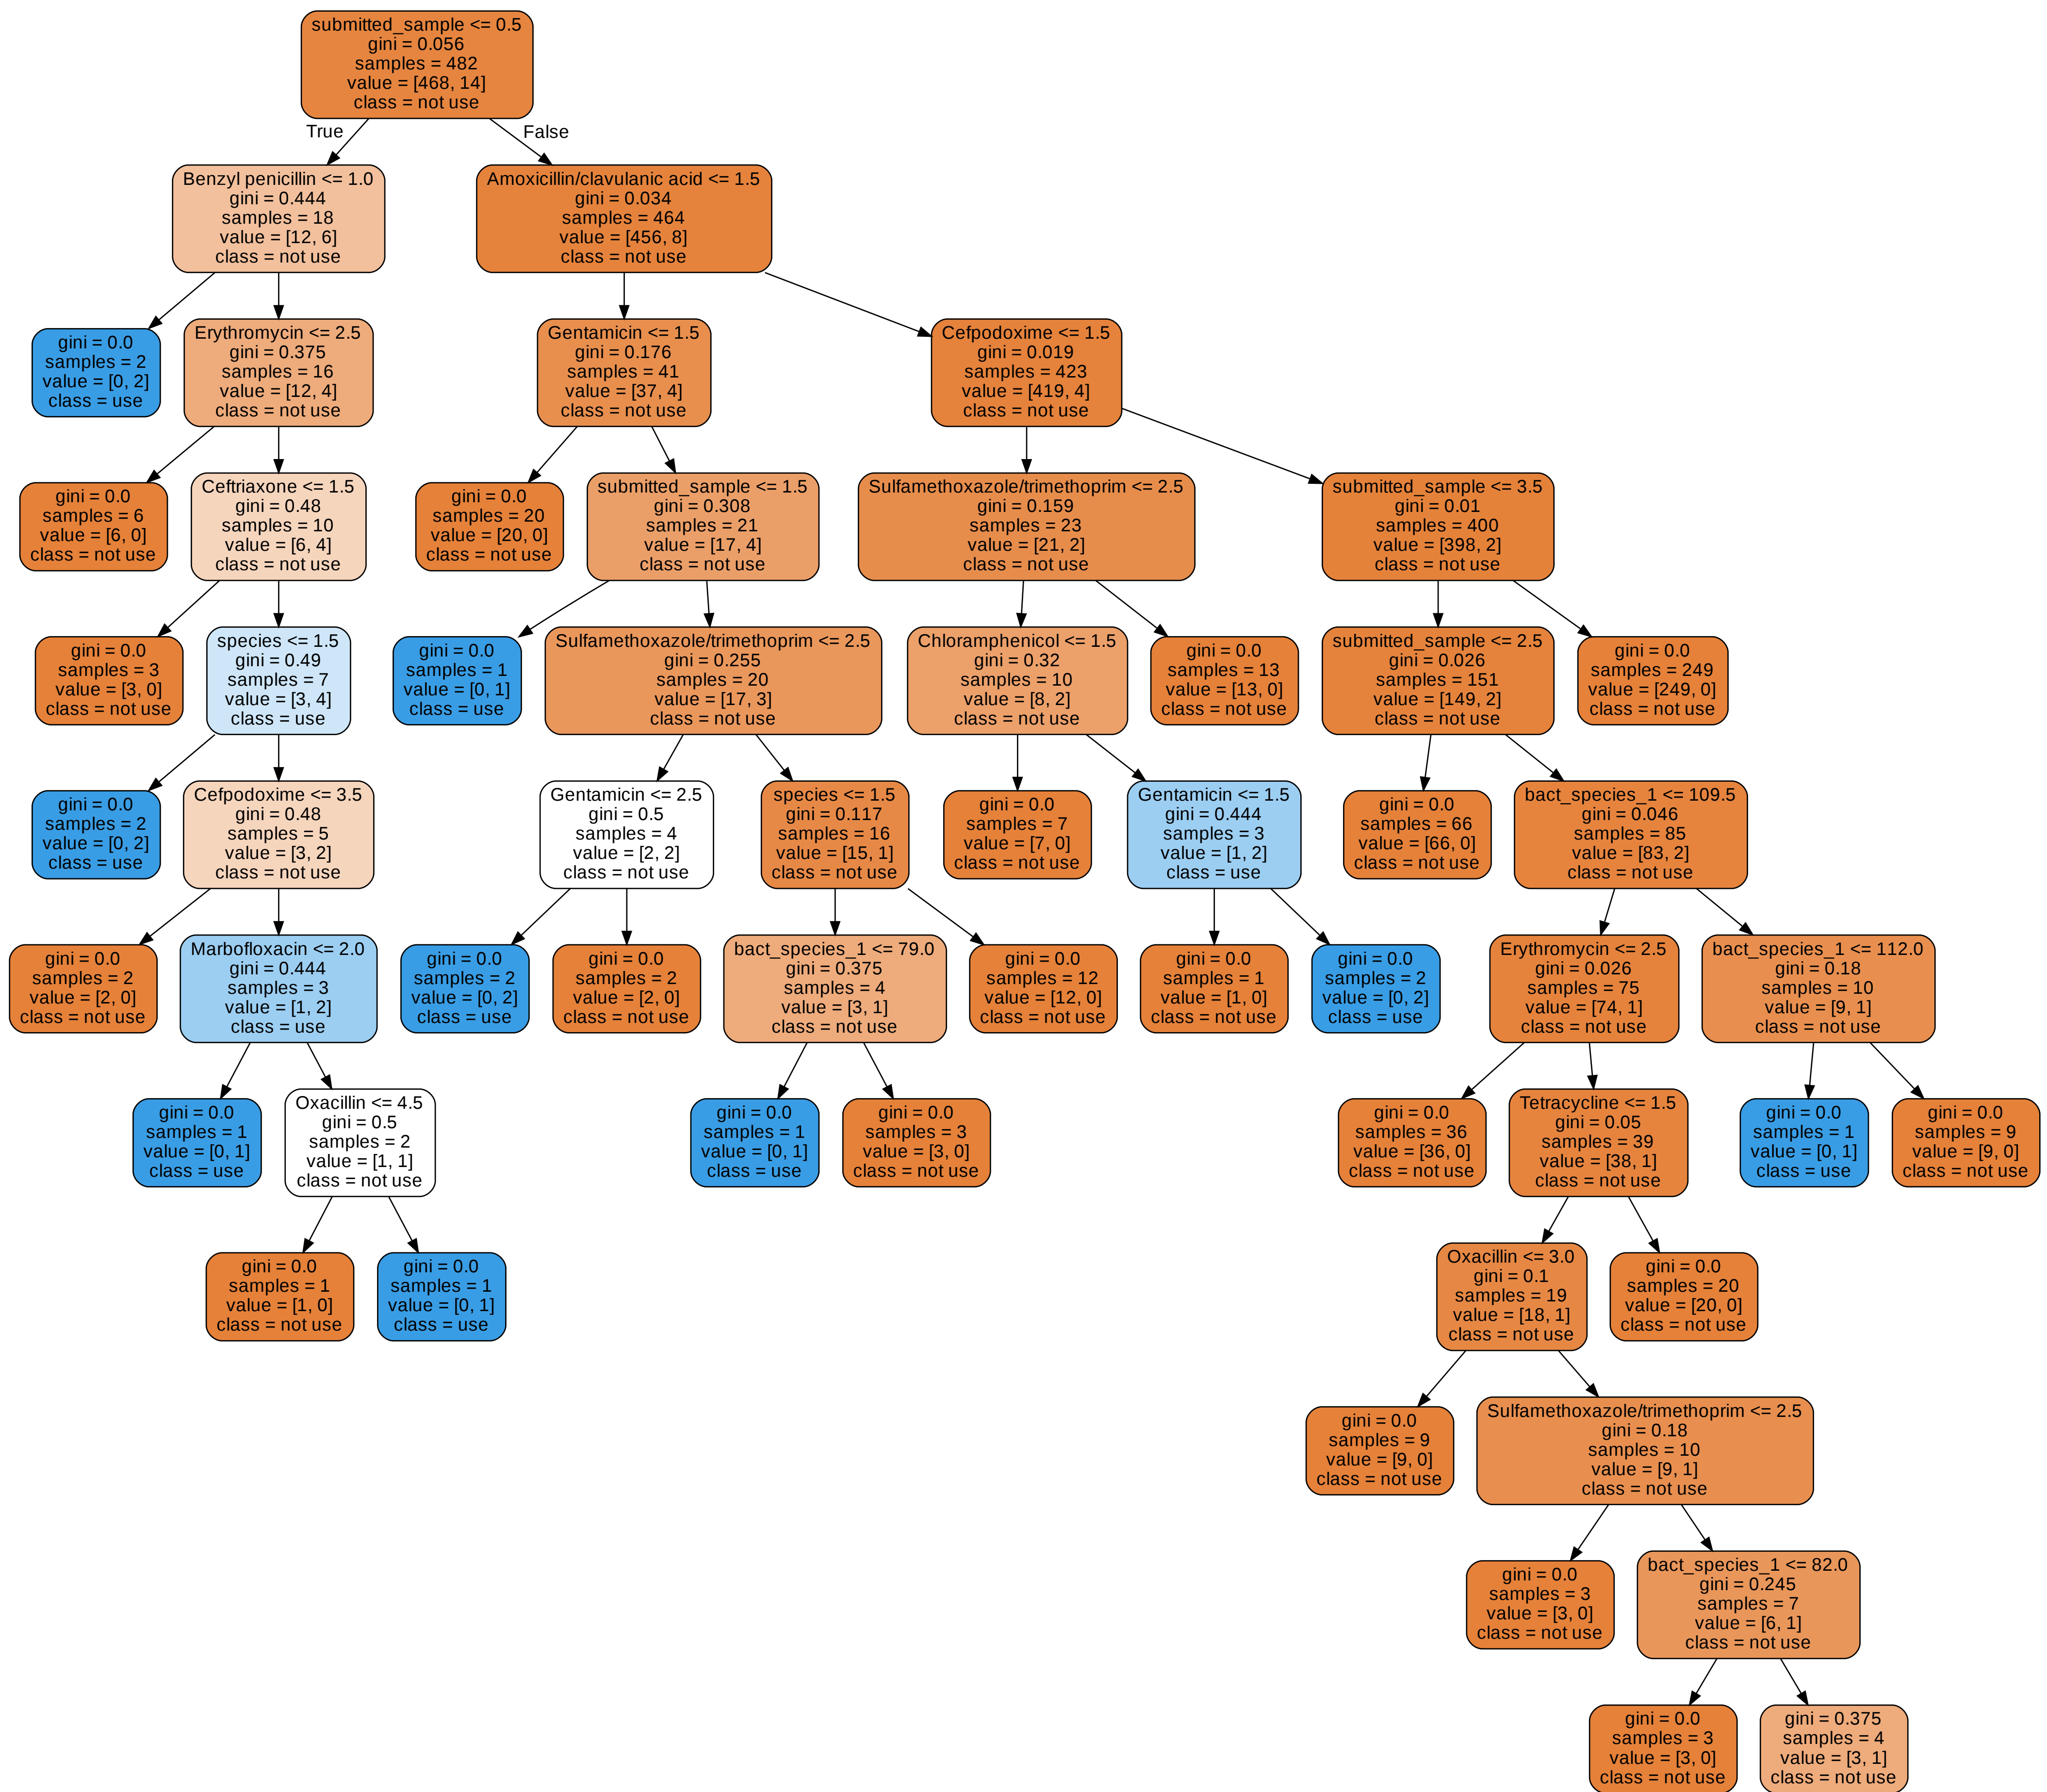 submitted_sample <= 0.5
gini = 0.056
samples = 482
value = [468, 14]
class = not use
True
False
Benzyl penicillin <= 1.0
gini = 0.444
samples = 18
value = [12, 6]
class = not use
Amoxicillin/clavulanic acid <= 1.5
gini = 0.034
samples = 464
value = [456, 8]
class = not use
gini = 0.0
samples = 2
value = [0, 2]
class = use
Erythromycin <= 2.5
gini = 0.375
samples = 16
value = [12, 4]
class = not use
Gentamicin <= 1.5
gini = 0.176
samples = 41
value = [37, 4]
class = not use
Cefpodoxime <= 1.5
gini = 0.019
samples = 423
value = [419, 4]
class = not use
gini = 0.0
samples = 6
value = [6, 0]
class = not use
Ceftriaxone <= 1.5
gini = 0.48
samples = 10
value = [6, 4]
class = not use
gini = 0.0
samples = 20
value = [20, 0]
class = not use
submitted_sample <= 1.5
gini = 0.308
samples = 21
value = [17, 4]
class = not use
Sulfamethoxazole/trimethoprim <= 2.5
gini = 0.159
samples = 23
value = [21, 2]
class = not use
submitted_sample <= 3.5
gini = 0.01
samples = 400
value = [398, 2]
class = not use
gini = 0.0
samples = 3
value = [3, 0]
class = not use
species <= 1.5
gini = 0.49
samples = 7
value = [3, 4]
class = use
gini = 0.0
samples = 1
value = [0, 1]
class = use
Sulfamethoxazole/trimethoprim <= 2.5
gini = 0.255
samples = 20
value = [17, 3]
class = not use
Chloramphenicol <= 1.5
gini = 0.32
samples = 10
value = [8, 2]
class = not use
gini = 0.0
samples = 13
value = [13, 0]
class = not use
submitted_sample <= 2.5
gini = 0.026
samples = 151
value = [149, 2]
class = not use
gini = 0.0
samples = 249
value = [249, 0]
class = not use
gini = 0.0
samples = 2
value = [0, 2]
class = use
Cefpodoxime <= 3.5
gini = 0.48
samples = 5
value = [3, 2]
class = not use
Gentamicin <= 2.5
gini = 0.5
samples = 4
value = [2, 2]
class = not use
species <= 1.5
gini = 0.117
samples = 16
value = [15, 1]
class = not use
gini = 0.0
samples = 7
value = [7, 0]
class = not use
Gentamicin <= 1.5
gini = 0.444
samples = 3
value = [1, 2]
class = use
gini = 0.0
samples = 66
value = [66, 0]
class = not use
bact_species_1 <= 109.5
gini = 0.046
samples = 85
value = [83, 2]
class = not use
gini = 0.0
samples = 2
value = [2, 0]
class = not use
Marbofloxacin <= 2.0
gini = 0.444
samples = 3
value = [1, 2]
class = use
gini = 0.0
samples = 2
value = [0, 2]
class = use
gini = 0.0
samples = 2
value = [2, 0]
class = not use
bact_species_1 <= 79.0
gini = 0.375
samples = 4
value = [3, 1]
class = not use
gini = 0.0
samples = 12
value = [12, 0]
class = not use
gini = 0.0
samples = 1
value = [1, 0]
class = not use
gini = 0.0
samples = 2
value = [0, 2]
class = use
Erythromycin <= 2.5
gini = 0.026
samples = 75
value = [74, 1]
class = not use
bact_species_1 <= 112.0
gini = 0.18
samples = 10
value = [9, 1]
class = not use
gini = 0.0
samples = 1
value = [0, 1]
class = use
Oxacillin <= 4.5
gini = 0.5
samples = 2
value = [1, 1]
class = not use
gini = 0.0
samples = 1
value = [0, 1]
class = use
gini = 0.0
samples = 3
value = [3, 0]
class = not use
gini = 0.0
samples = 36
value = [36, 0]
class = not use
Tetracycline <= 1.5
gini = 0.05
samples = 39
value = [38, 1]
class = not use
gini = 0.0
samples = 1
value = [0, 1]
class = use
gini = 0.0
samples = 9
value = [9, 0]
class = not use
gini = 0.0
samples = 1
value = [1, 0]
class = not use
gini = 0.0
samples = 1
value = [0, 1]
class = use
Oxacillin <= 3.0
gini = 0.1
samples = 19
value = [18, 1]
class = not use
gini = 0.0
samples = 20
value = [20, 0]
class = not use
gini = 0.0
samples = 9
value = [9, 0]
class = not use
Sulfamethoxazole/trimethoprim <= 2.5
gini = 0.18
samples = 10
value = [9, 1]
class = not use
gini = 0.0
samples = 3
value = [3, 0]
class = not use
bact_species_1 <= 82.0
gini = 0.245
samples = 7
value = [6, 1]
class = not use
gini = 0.0
samples = 3
value = [3, 0]
class = not use
gini = 0.375
samples = 4
value = [3, 1]
class = not use